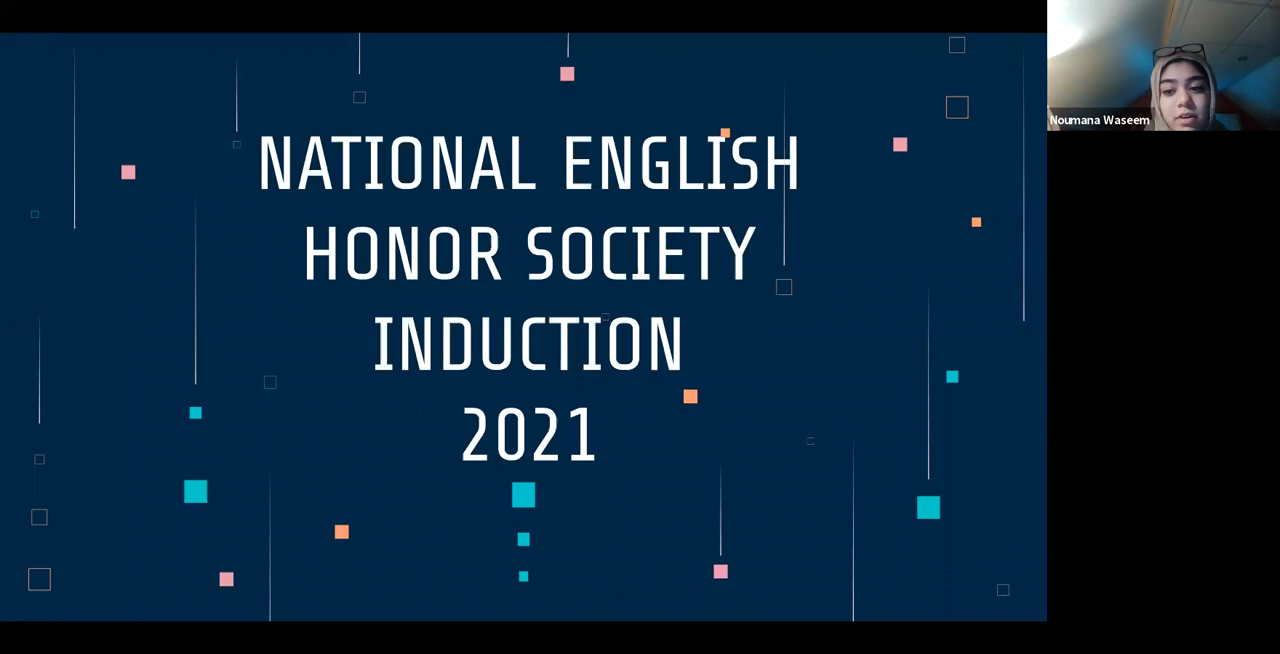 NATIONAL ENGLISH
HONOR SOCIETY
INDUCTION
2021
Noumana Waseem